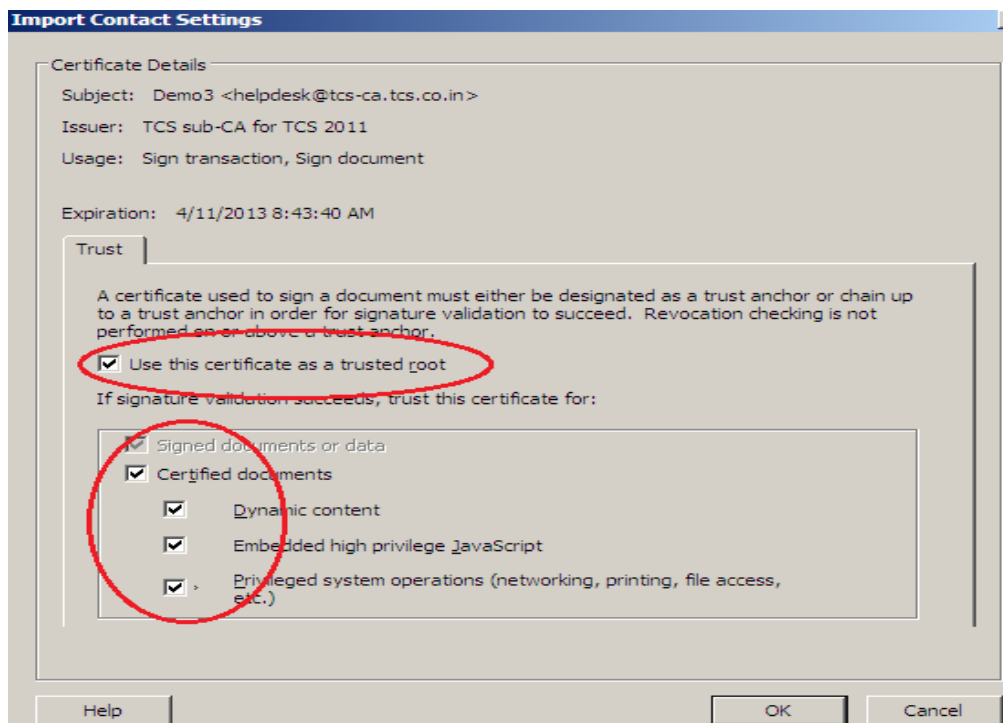 Import Contact Settings
Certificate Details
Subject: Demo3 <helpdesk@tcs-ca.tcs.co.in>
Issuer: TCS sub-CA for TCS 2011
Usage: Sign transaction, Sign document
Expiration: 4/11/2013 8:43:40 AM
Trust
A certificate used to sign a document must either be designated as a trust anchor or chain up
to a trust anchor in order for signature validation to succeed. Revocation checking is not
performed on or above a trust anchor.
Use this certificate as a trusted root
If signature validation succeeds, trust this certificate for:
Signed documents or data
Certified documents
Dynamic content
Embedded high privilege JavaScript
Privileged system operations (networking, printing, file access,
etc.)
Help OK Cancel